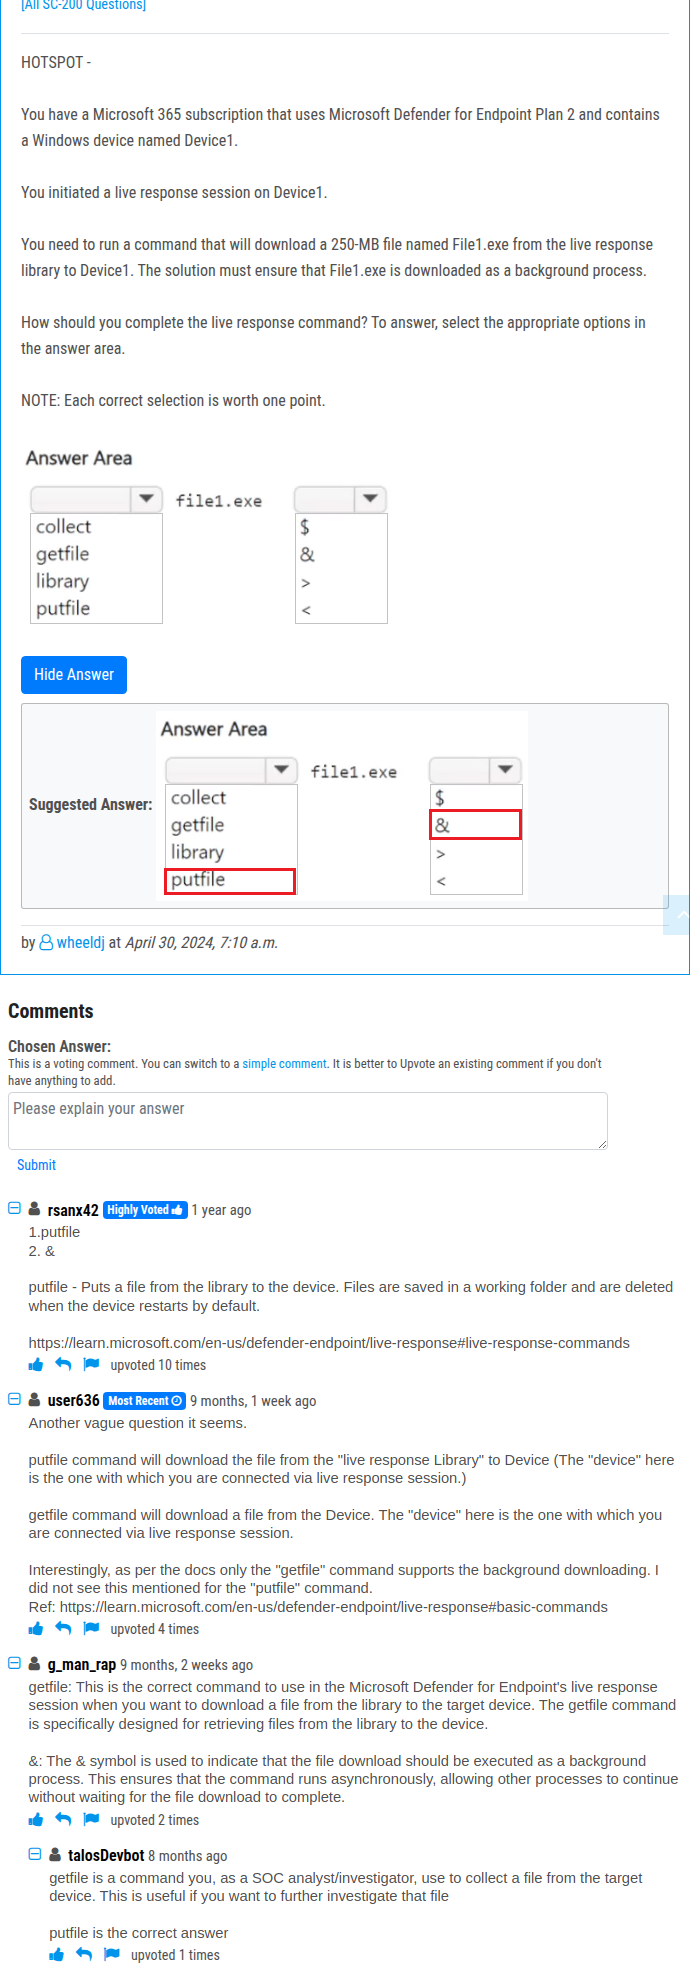 [All SC-200 Questions]
HOTSPOT -
You have a Microsoft 365 subscription that uses Microsoft Defender for Endpoint Plan 2 and contains
a Windows device named Device1.
You initiated a live response session on Device1.
You need to run a command that will download a 250-MB file named File1.exe from the live response
library to Device1. The solution must ensure that File1.exe is downloaded as a background process.
How should you complete the live response command? To answer, select the appropriate options in
the answer area.
NOTE: Each correct selection is worth one point.
Answer Area
file1.exe
collect $
getfile &
library >
putfile <
Hide Answer
Answer Area
file1.exe
collect $
Suggested Answer: getfile &
library >
putfile <
by wheeldj at April 30, 2024, 7:10 a.m.
Comments
Chosen Answer:
This is a voting comment. You can switch to a simple comment. It is better to Upvote an existing comment if you don't
have anything to add.
Please explain your answer
Submit
rsanx42 Highly Voted 1 year ago
1.putfile
2. &
putfile - Puts a file from the library to the device. Files are saved in a working folder and are deleted
when the device restarts by default.
https://learn.microsoft.com/en-us/defender-endpoint/live-response#live-response-commands
upvoted 10 times
user636 Most Recent 9 months, 1 week ago
Another vague question it seems.
putfile command will download the file from the "live response Library" to Device (The "device" here
is the one with which you are connected via live response session.)
getfile command will download a file from the Device. The "device" here is the one with which you
are connected via live response session.
Interestingly, as per the docs only the "getfile" command supports the background downloading. I
did not see this mentioned for the "putfile" command.
Ref: https://learn.microsoft.com/en-us/defender-endpoint/live-response#basic-commands
upvoted 4 times
g_man_rap 9 months, 2 weeks ago
getfile: This is the correct command to use in the Microsoft Defender for Endpoint's live response
session when you want to download a file from the library to the target device. The getfile command
is specifically designed for retrieving files from the library to the device.
&: The & symbol is used to indicate that the file download should be executed as a background
process. This ensures that the command runs asynchronously, allowing other processes to continue
without waiting for the file download to complete.
upvoted 2 times
talosDevbot 8 months ago
getfile is a command you, as a SOC analyst/investigator, use to collect a file from the target
device. This is useful if you want to further investigate that file
putfile is the correct answer
upvoted 1 times